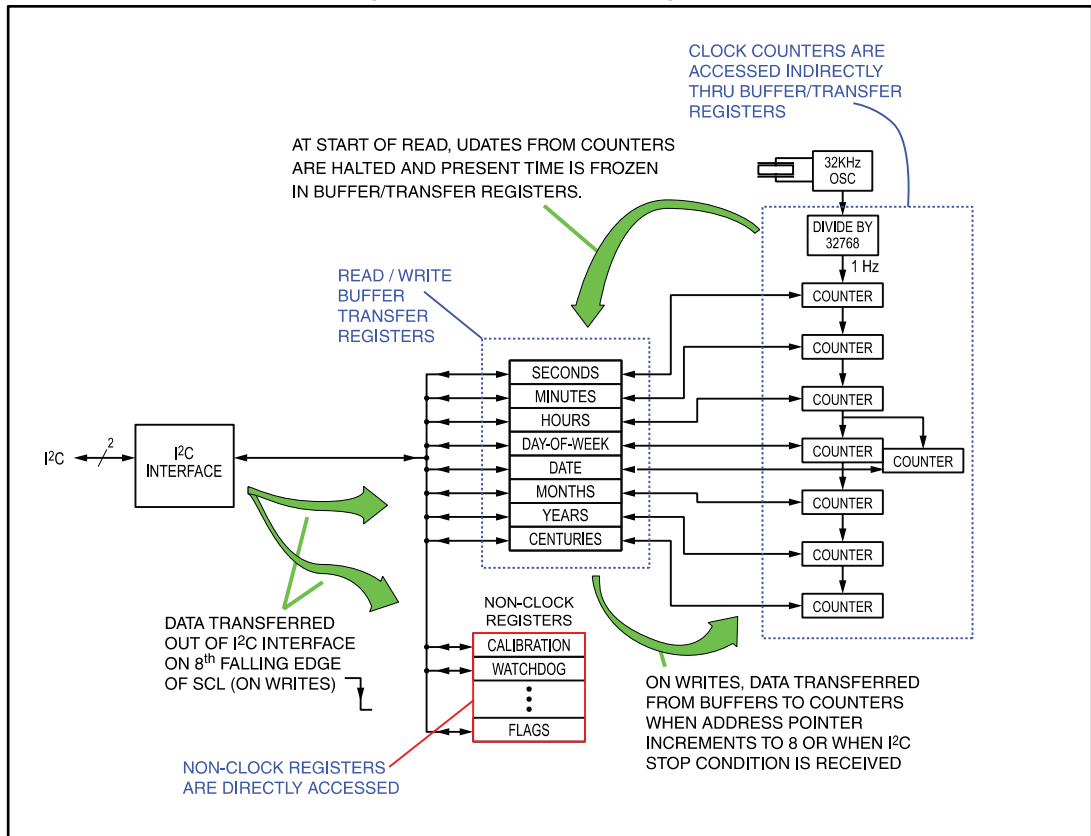 CLOCK COUNTERS ARE
ACCESSED INDIRECTLY
THRU BUFFER/TRANSFER
REGISTERS
AT START OF READ, UDATES FROM COUNTERS
ARE HALTED AND PRESENT TIME IS FROZEN
IN BUFFER/TRANSFER REGISTERS.
32KHz
OSC
DIVIDE BY
32768
1 Hz
READ / WRITE
BUFFER
TRANSFER
REGISTERS
COUNTER
COUNTER
COUNTER
COUNTER
COUNTER
COUNTER
COUNTER
COUNTER
SECONDS
MINUTES
HOURS
DAY-OF-WEEK
DATE
MONTHS
YEARS
CENTURIES
I²C
2
I²C
INTERFACE
DATA TRANSFERRED
OUT OF I²C INTERFACE
ON 8th FALLING EDGE
OF SCL (ON WRITES)
NON-CLOCK
REGISTERS
CALIBRATION
WATCHDOG
FLAGS
NON-CLOCK REGISTERS
ARE DIRECTLY ACCESSED
ON WRITES, DATA TRANSFERRED
FROM BUFFERS TO COUNTERS
WHEN ADDRESS POINTER
INCREMENTS TO 8 OR WHEN I²C
STOP CONDITION IS RECEIVED